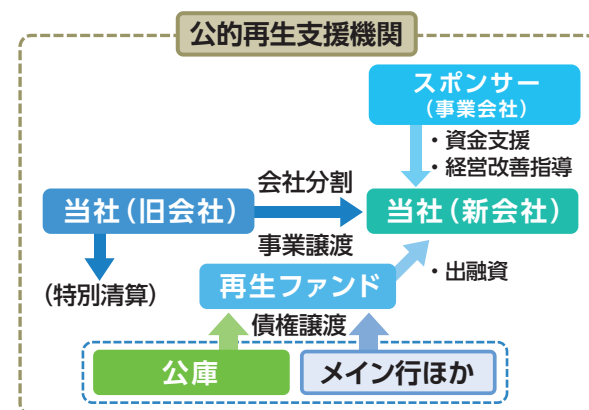 公的再生支援機関
スポンサー
（事業会社）
・資金支援
・経営改善指導
会社分割
当社（旧会社）
当社（新会社）
事業譲渡
（特別清算）
再生ファンド
・出融資
債権譲渡
公庫
メイン行ほか